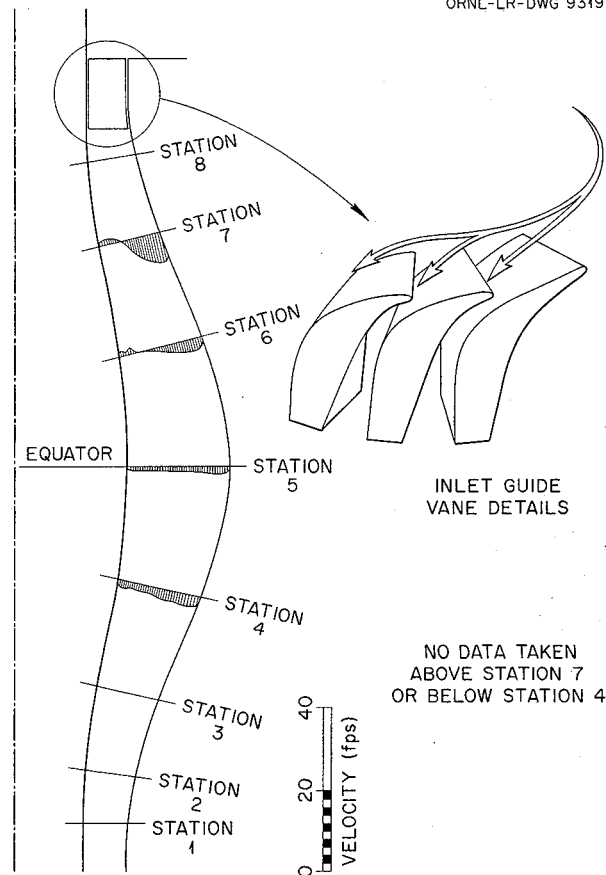 ORNL-LR-DWG 9319
STATION
8
STATION
7
STATION
6
EQUATOR
STATION
5
INLET GUIDE
VANE DETAILS
STATION
4
NO DATA TAKEN
ABOVE STATION 7
OR BELOW STATION 4
STATION
3
STATION
2
STATION
1
40
20
0
VELOCITY (fps)